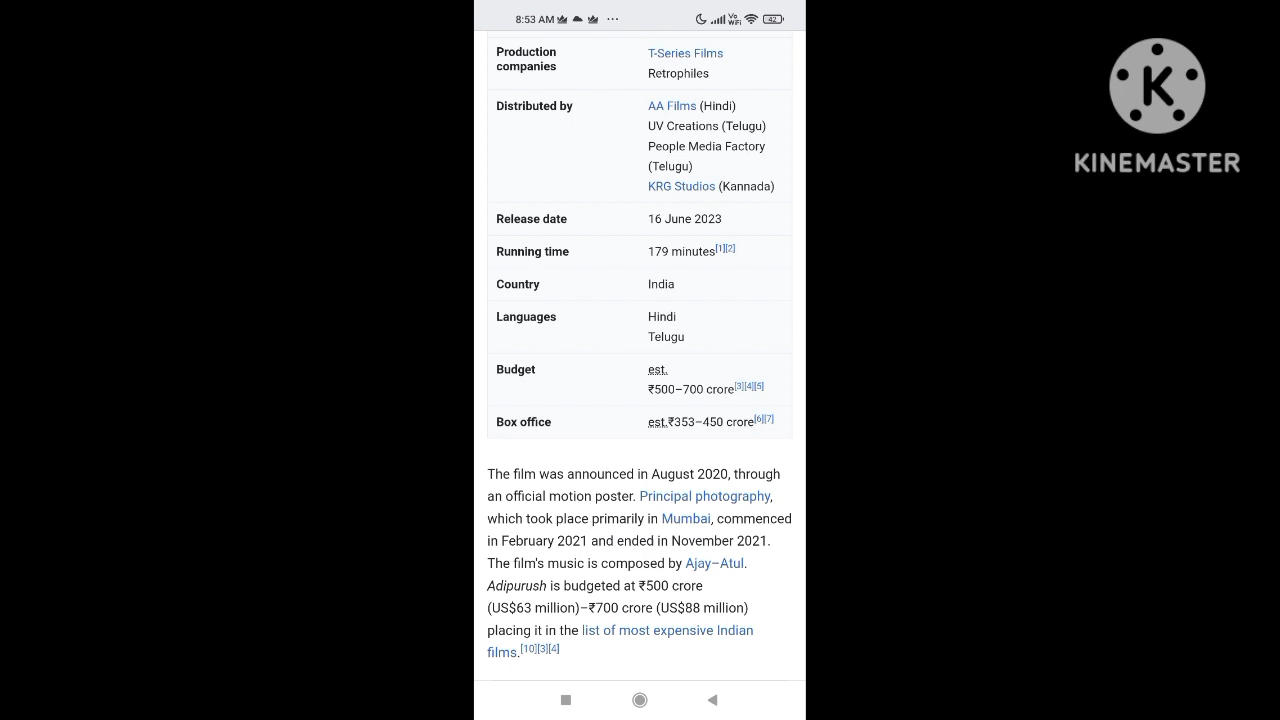 8:53 AM ...
Vo WiFi 42
Production T-Series Films
companies Retrophiles
Distributed by AA Films (Hindi)
UV Creations (Telugu)
People Media Factory
(Telugu)
KRG Studios (Kannada)
Release date 16 June 2023
Running time 179 minutes[1][2]
Country India
Languages Hindi
Telugu
Budget est.
₹500–700 crore[3][4][5]
Box office est.₹353–450 crore[6][7]
The film was announced in August 2020, through
an official motion poster. Principal photography,
which took place primarily in Mumbai, commenced
in February 2021 and ended in November 2021.
The film's music is composed by Ajay–Atul.
Adipurush is budgeted at ₹500 crore
(US$63 million)–₹700 crore (US$88 million)
placing it in the list of most expensive Indian
films.[10][3][4]
K
KINEMASTER